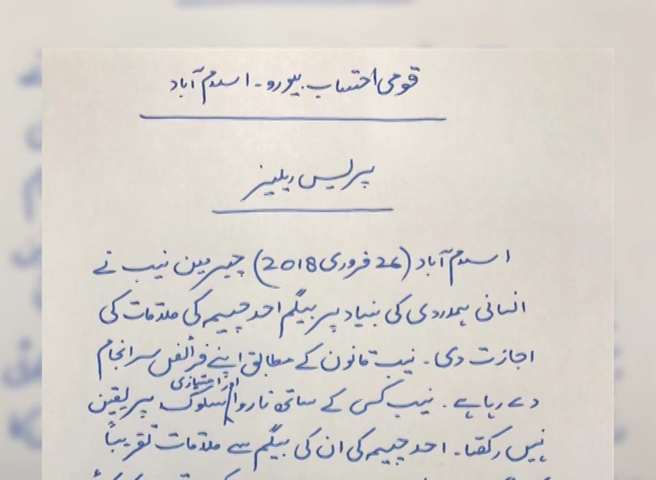 قومی احتساب بیورو۔ اسلام آباد
پریس ریلیز
اسلام آباد (26 فروری 2018) چیرمین نیب نے
انسانی ہمدردی کی بنیاد پر بیگم احد چیمہ کی ملاقات کی
اجازت دی۔ نیب قانون کے مطابق اپنے فرائض سرانجام
دے رہا ہے۔ نیب کسی کے ساتھ ناروا اور امتیازی سلوک پر یقین
نہیں رکھتا۔ احد چیمہ کی ان کی بیگم سے ملاقات تقریباً